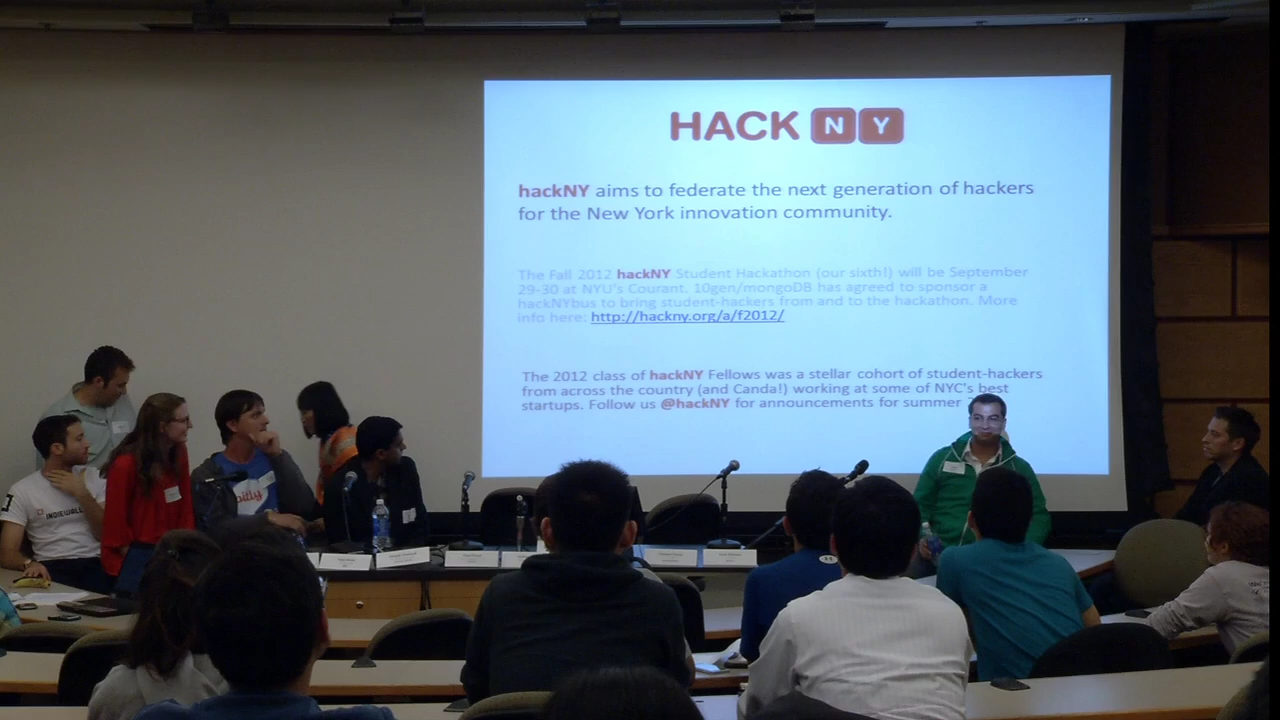 HACK NY
hackNY aims to federate the next generation of hackers
for the New York innovation community.
The Fall 2012 hackNY Student Hackathon (our sixth!) will be September
29-30 at NYU's Courant. 10gen/mongoDB has agreed to sponsor a
hackNYbus to bring student-hackers from and to the hackathon. More
info here: http://hackny.org/a/f2012/
The 2012 class of hackNY Fellows was a stellar cohort of student-hackers
from across the country (and Canda!) working at some of NYC's best
startups. Follow us @hackNY for announcements for summer
INDIEWALL
bitly